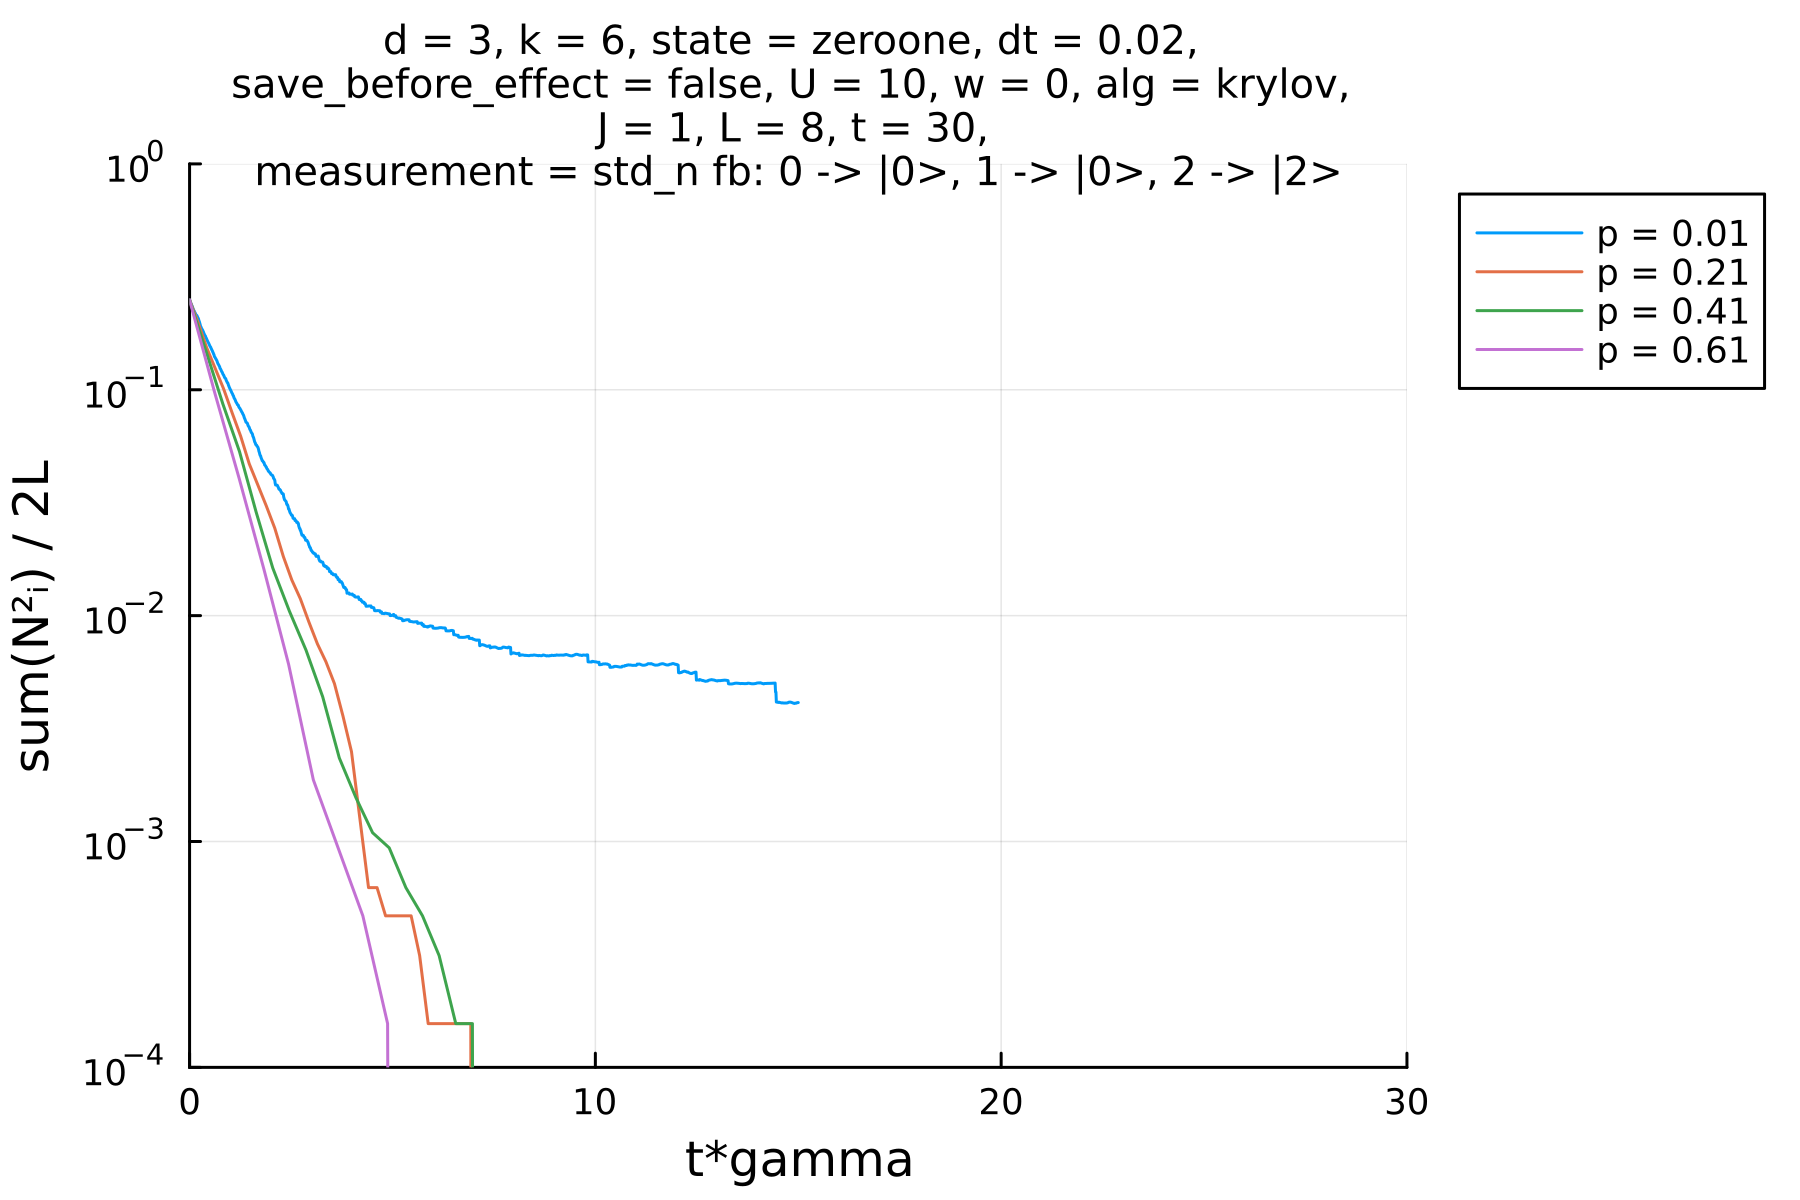 d = 3, k = 6, state = zeroone, dt = 0.02,
save_before_effect = false, U = 10, w = 0, alg = krylov,
J = 1, L = 8, t = 30,
measurement = std_n fb: 0 -> |0>, 1 -> |0>, 2 -> |2>
10⁰
10⁻¹
10⁻²
10⁻³
10⁻⁴
sum(N²ᵢ) / 2L
0 10 20 30
t*gamma
p = 0.01
p = 0.21
p = 0.41
p = 0.61